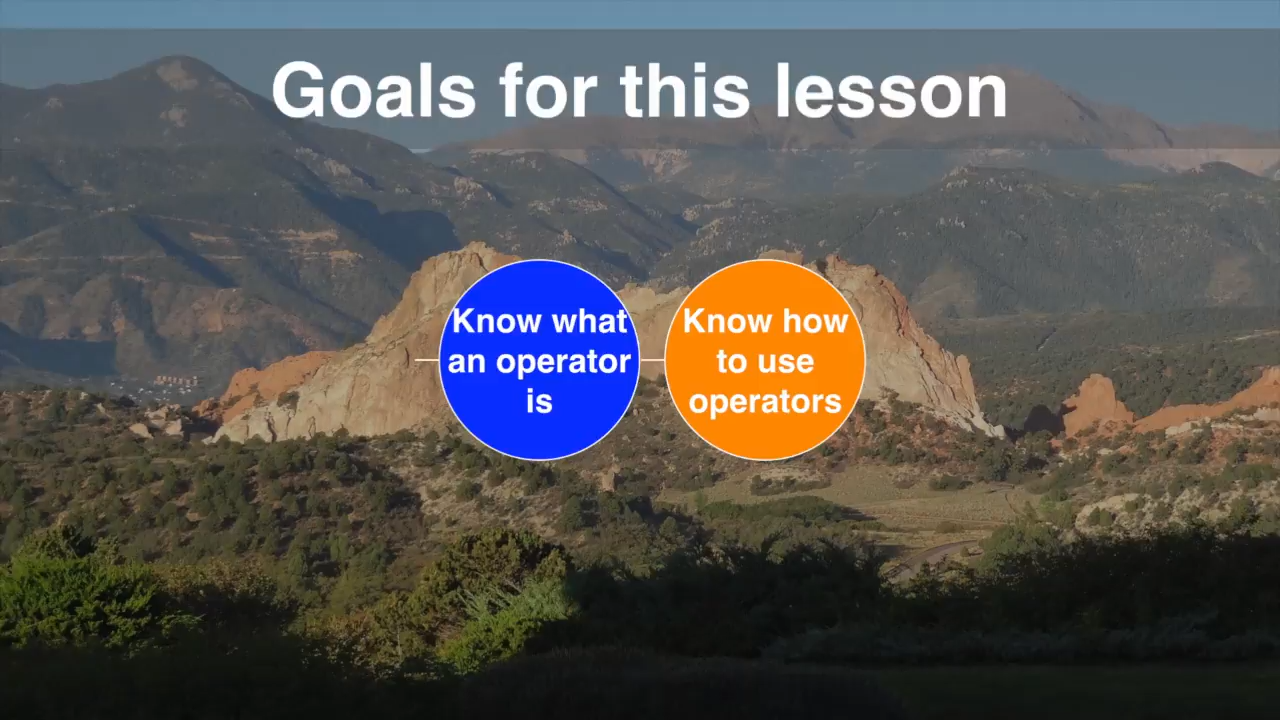 Goals for this lesson
Know what
an operator
is
Know how
to use
operators